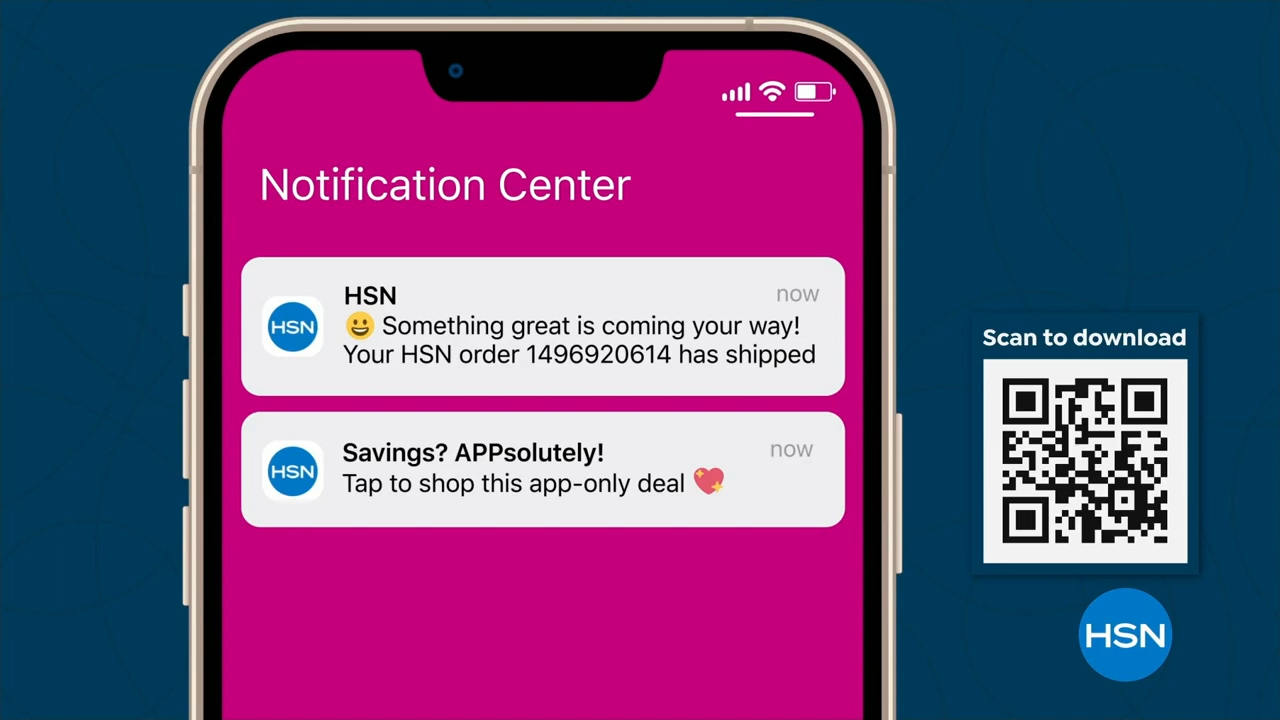 Notification Center
HSN
HSN
now
😀 Something great is coming your way!
Your HSN order 1496920614 has shipped
HSN
Savings? APPsolutely!
now
Tap to shop this app-only deal 💖
Scan to download
HSN